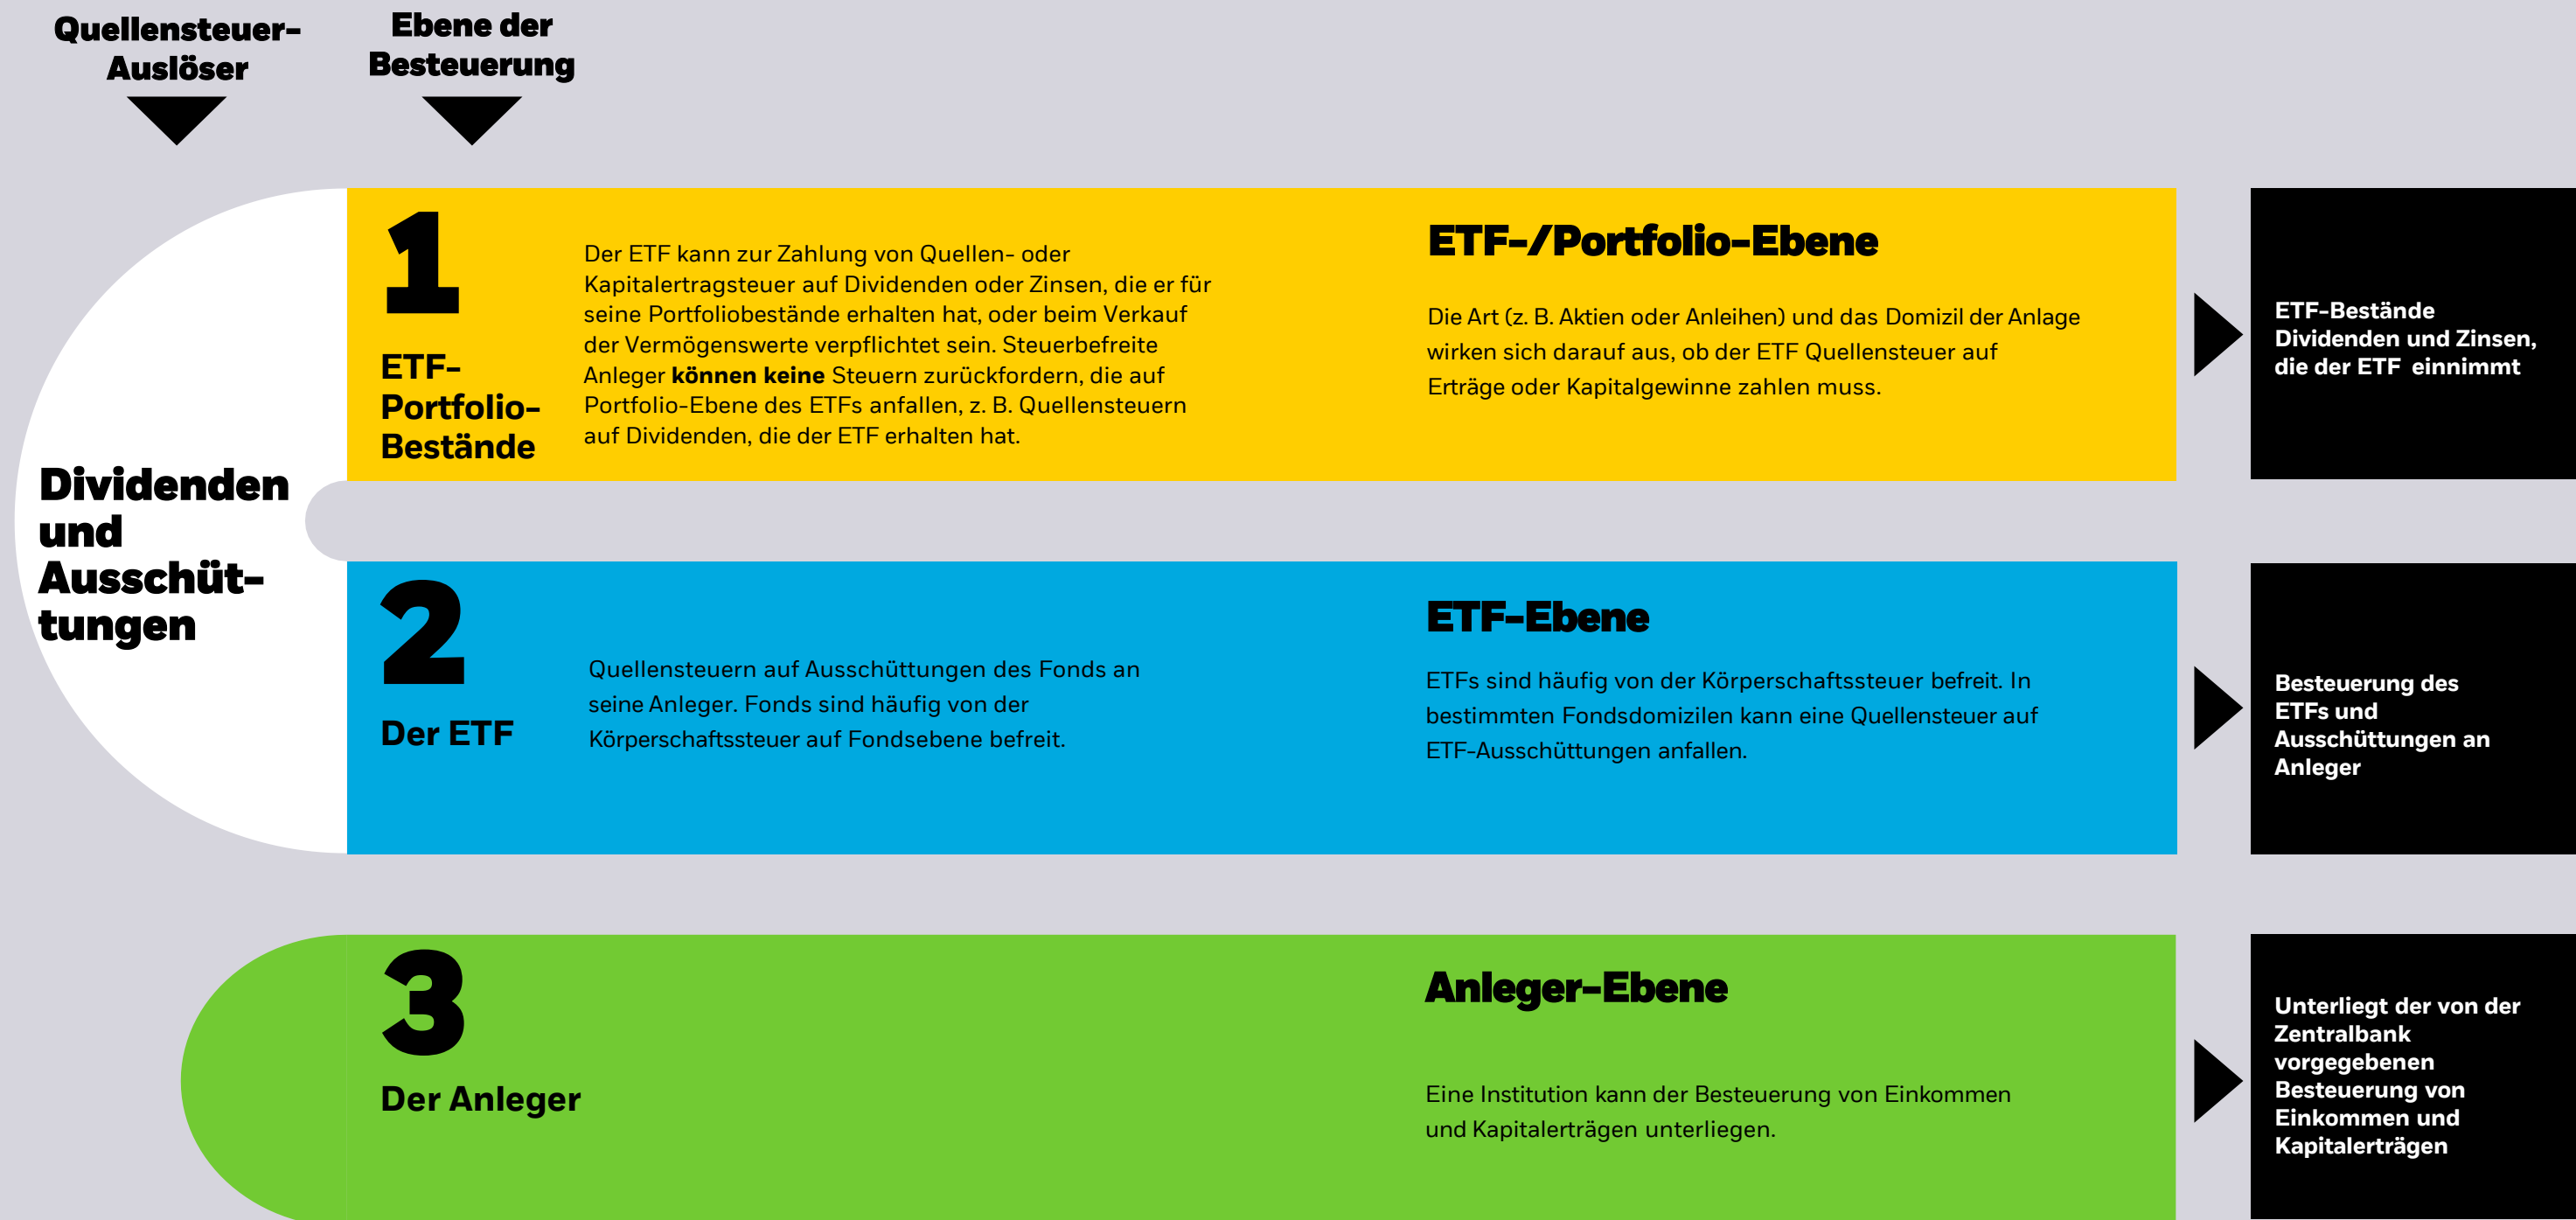 Quellensteuer-
Auslöser
Ebene der
Besteuerung
Dividenden
und
Ausschüt-
tungen
1
ETF-
Portfolio-
Bestände
Der ETF kann zur Zahlung von Quellen- oder
Kapitalertragsteuer auf Dividenden oder Zinsen, die er für
seine Portfoliobestände erhalten hat, oder beim Verkauf
der Vermögenswerte verpflichtet sein. Steuerbefreite
Anleger können keine Steuern zurückfordern, die auf
Portfolio-Ebene des ETFs anfallen, z. B. Quellensteuern
auf Dividenden, die der ETF erhalten hat.
ETF-/Portfolio-Ebene
Die Art (z. B. Aktien oder Anleihen) und das Domizil der Anlage
wirken sich darauf aus, ob der ETF Quellensteuer auf
Erträge oder Kapitalgewinne zahlen muss.
ETF-Bestände
Dividenden und Zinsen,
die der ETF einnimmt
2
Der ETF
Quellensteuern auf Ausschüttungen des Fonds an
seine Anleger. Fonds sind häufig von der
Körperschaftssteuer auf Fondsebene befreit.
ETF-Ebene
ETFs sind häufig von der Körperschaftssteuer befreit. In
bestimmten Fondsdomizilen kann eine Quellensteuer auf
ETF-Ausschüttungen anfallen.
Besteuerung des
ETFs und
Ausschüttungen an
Anleger
3
Der Anleger
Anleger-Ebene
Eine Institution kann der Besteuerung von Einkommen
und Kapitalerträgen unterliegen.
Unterliegt der von der
Zentralbank
vorgegebenen
Besteuerung von
Einkommen und
Kapitalerträgen